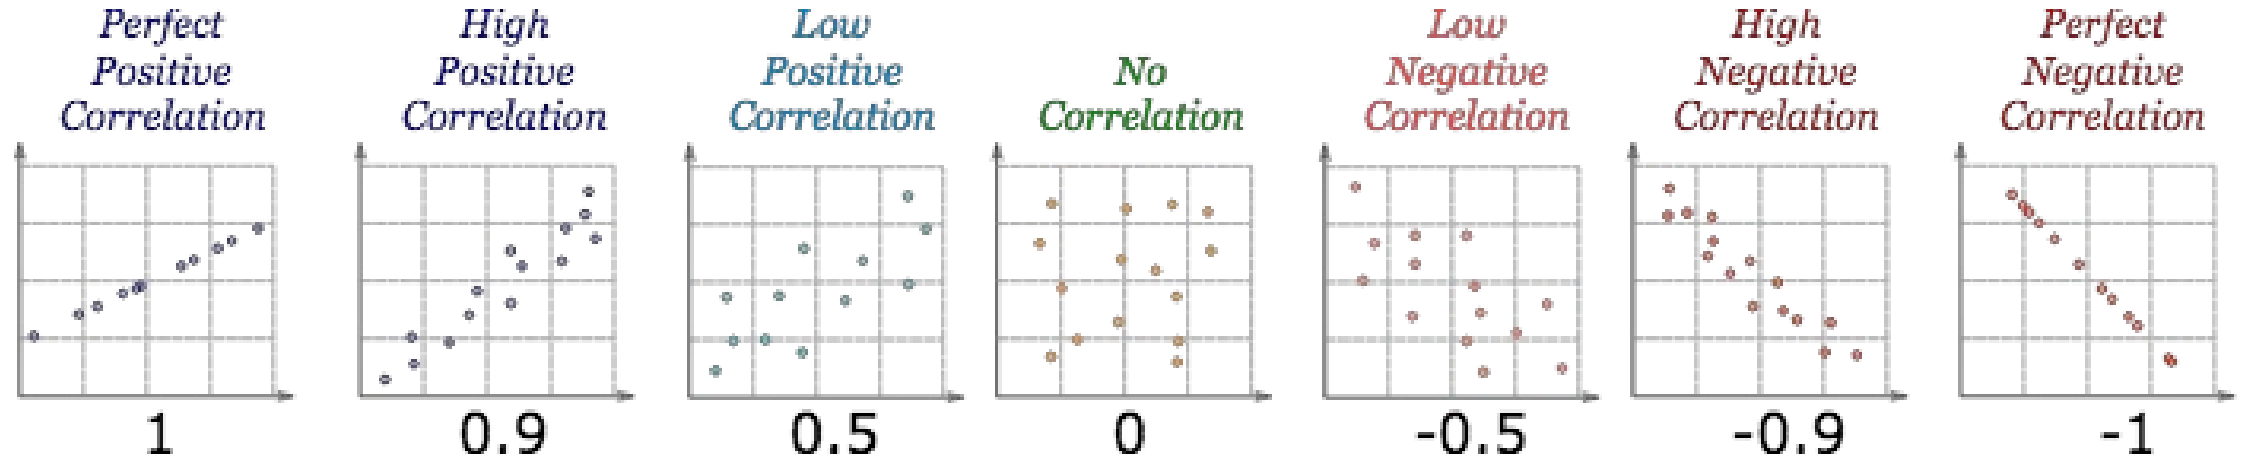 Perfect
Positive
Correlation
High
Positive
Correlation
Low
Positive
Correlation
No
Correlation
Low
Negative
Correlation
High
Negative
Correlation
Perfect
Negative
Correlation
1
0.9
0.5
0
-0.5
-0.9
-1